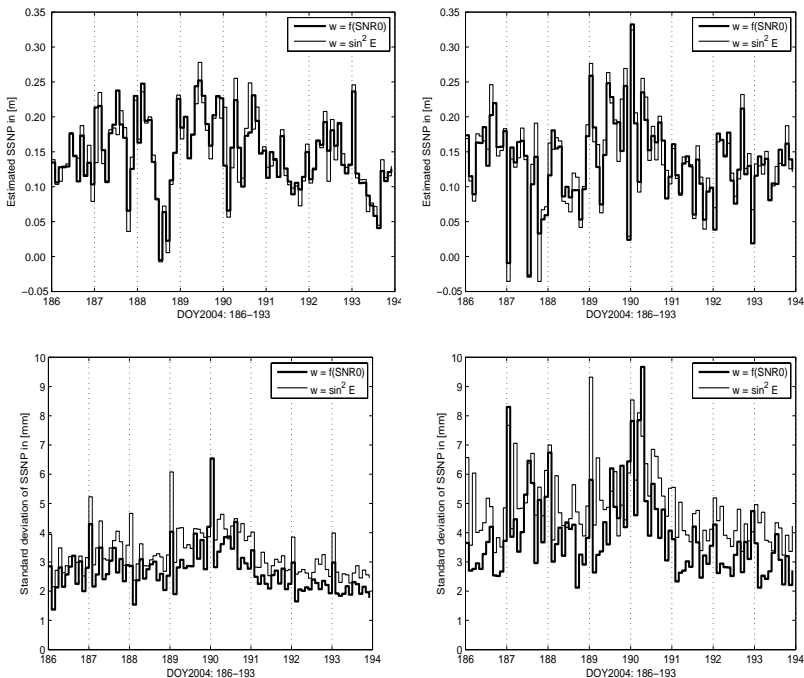 0.35
0.30
0.25
0.20
0.15
0.10
0.05
0.00
−0.05
Estimated SSNP in [m]
w = f(SNR0)
w = sin² E
186 187 188 189 190 191 192 193 194
DOY2004: 186−193
0.35
0.30
0.25
0.20
0.15
0.10
0.05
0.00
−0.05
Estimated SSNP in [m]
w = f(SNR0)
w = sin² E
186 187 188 189 190 191 192 193 194
DOY2004: 186−193
10
9
8
7
6
5
4
3
2
1
0
Standard deviation of SSNP in [mm]
w = f(SNR0)
w = sin² E
186 187 188 189 190 191 192 193 194
DOY2004: 186−193
10
9
8
7
6
5
4
3
2
1
0
Standard deviation of SSNP in [mm]
w = f(SNR0)
w = sin² E
186 187 188 189 190 191 192 193 194
DOY2004: 186−193